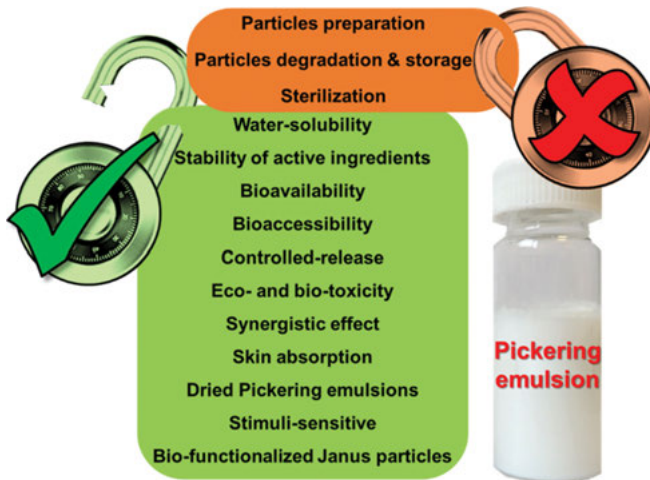 Particles preparation
Particles degradation & storage
Sterilization
Water-solubility
Stability of active ingredients
Bioavailability
Bioaccessibility
Controlled-release
Eco- and bio-toxicity
Synergistic effect
Skin absorption
Dried Pickering emulsions
Stimuli-sensitive
Bio-functionalized Janus particles
Pickering
emulsion